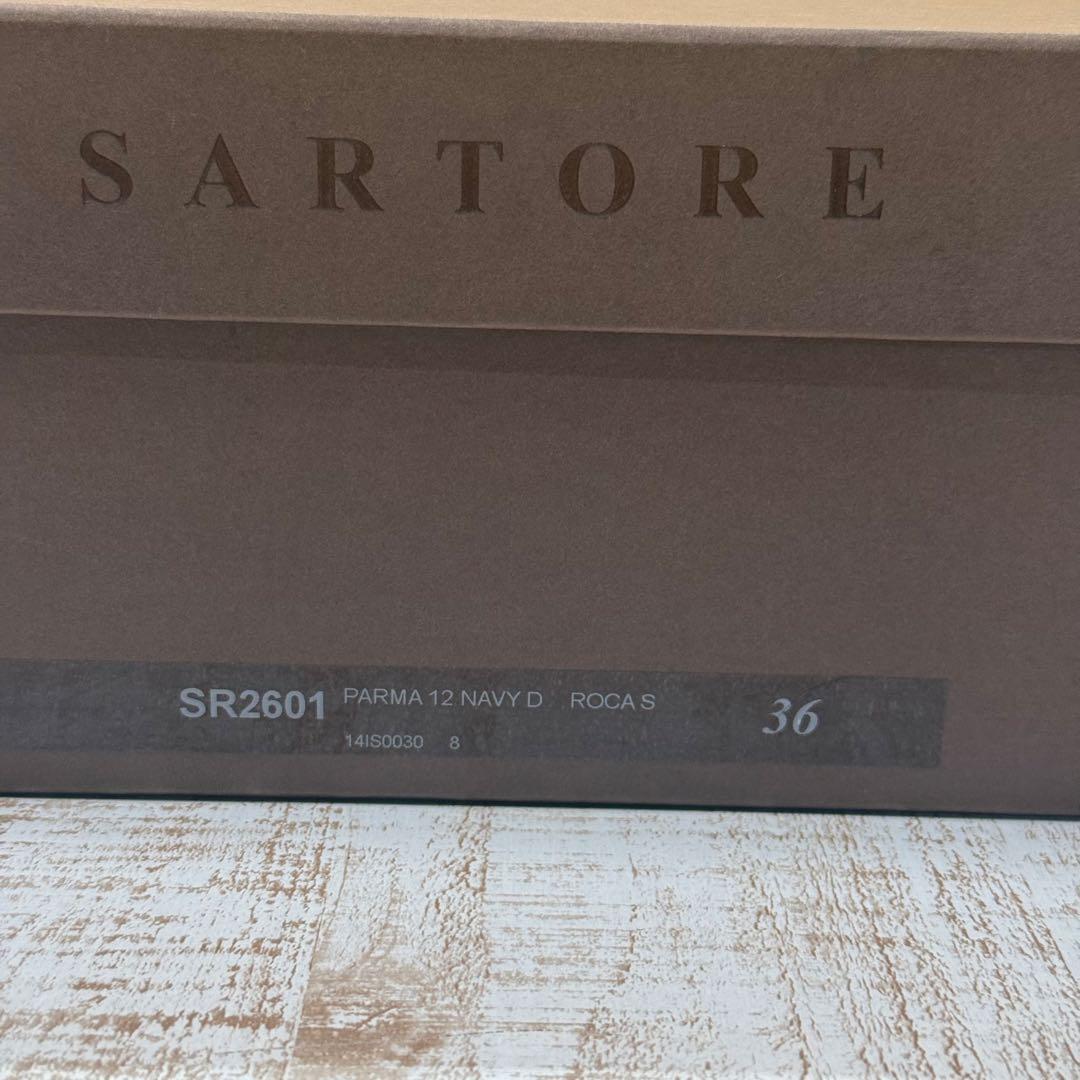 SARTORE
SR2601 PARMA 12 NAVY D ROCA S 36
14IS0030 8